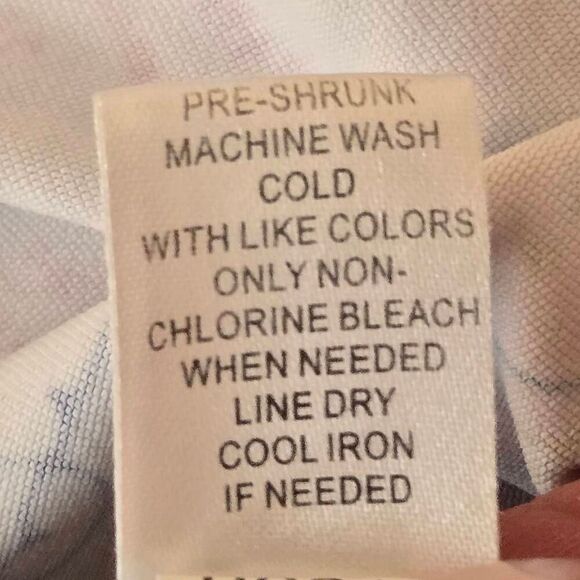 PRE-SHRUNK
MACHINE WASH
COLD
WITH LIKE COLORS
ONLY NON-
CHLORINE BLEACH
WHEN NEEDED
LINE DRY
COOL IRON
IF NEEDED